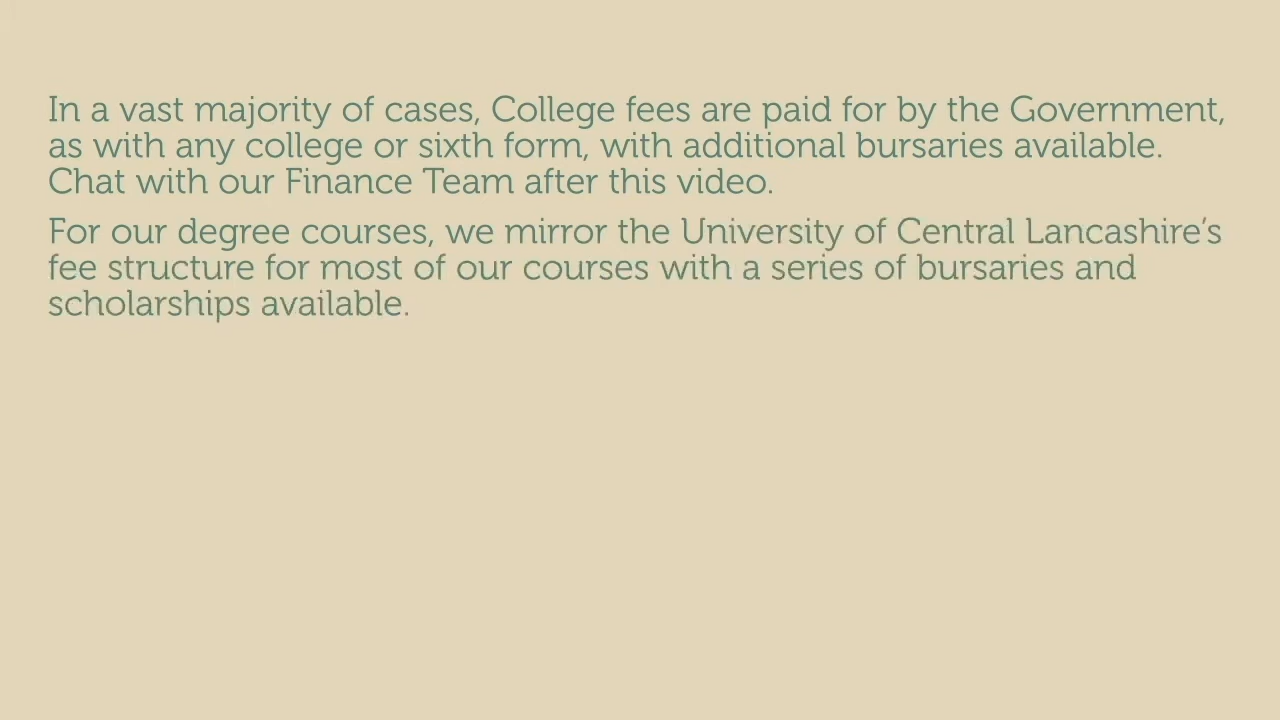 In a vast majority of cases, College fees are paid for by the Government,
as with any college or sixth form, with additional bursaries available.
Chat with our Finance Team after this video.
For our degree courses, we mirror the University of Central Lancashire's
fee structure for most of our courses with a series of bursaries and
scholarships available.